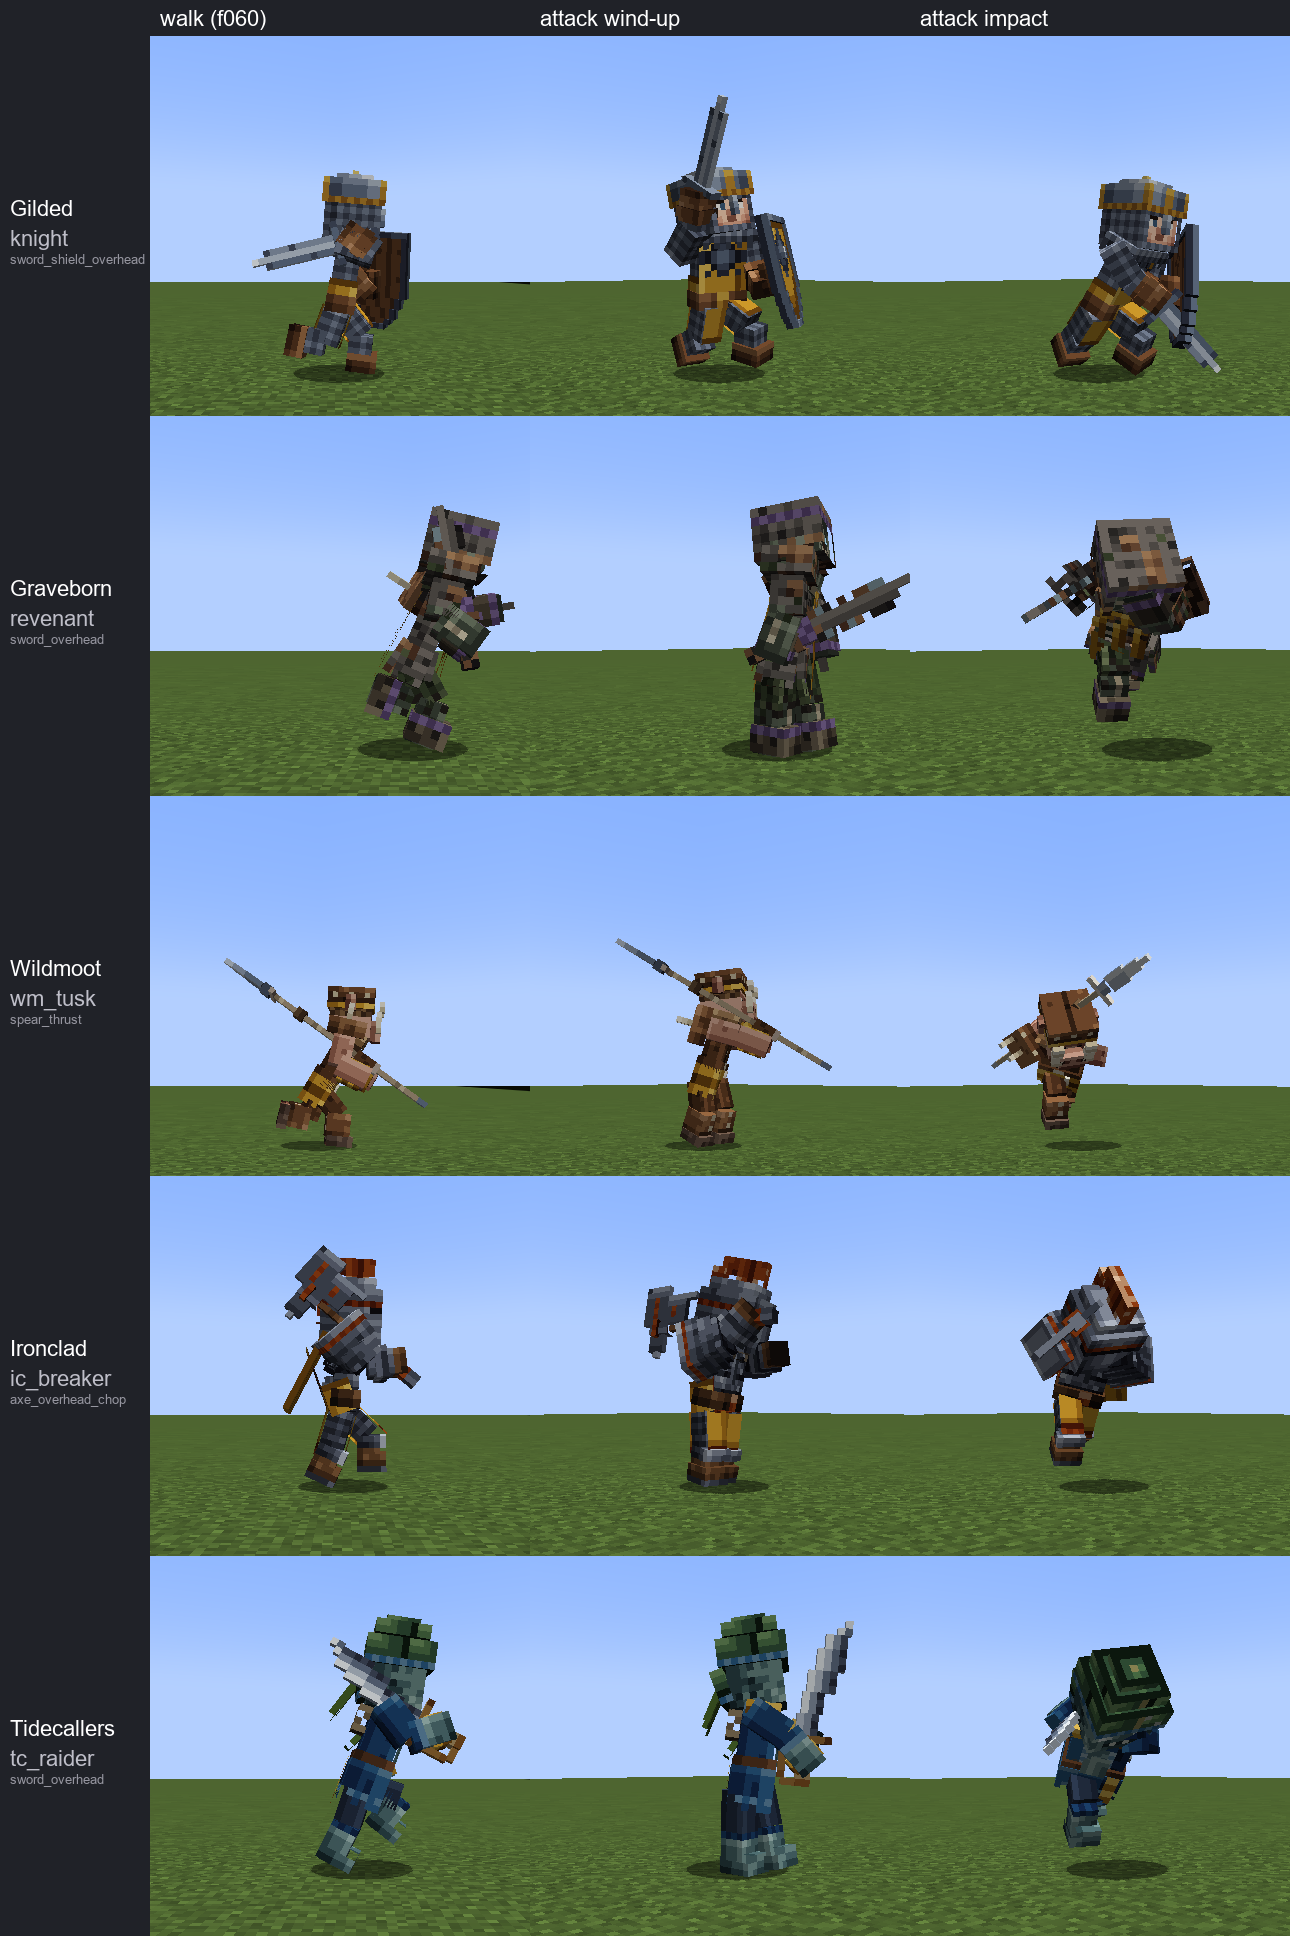 walk (f060)
attack wind-up
attack impact
Gilded
knight
sword_shield_overhead
Graveborn
revenant
sword_overhead
Wildmoot
wm_tusk
spear_thrust
Ironclad
ic_breaker
axe_overhead_chop
Tidecallers
tc_raider
sword_overhead